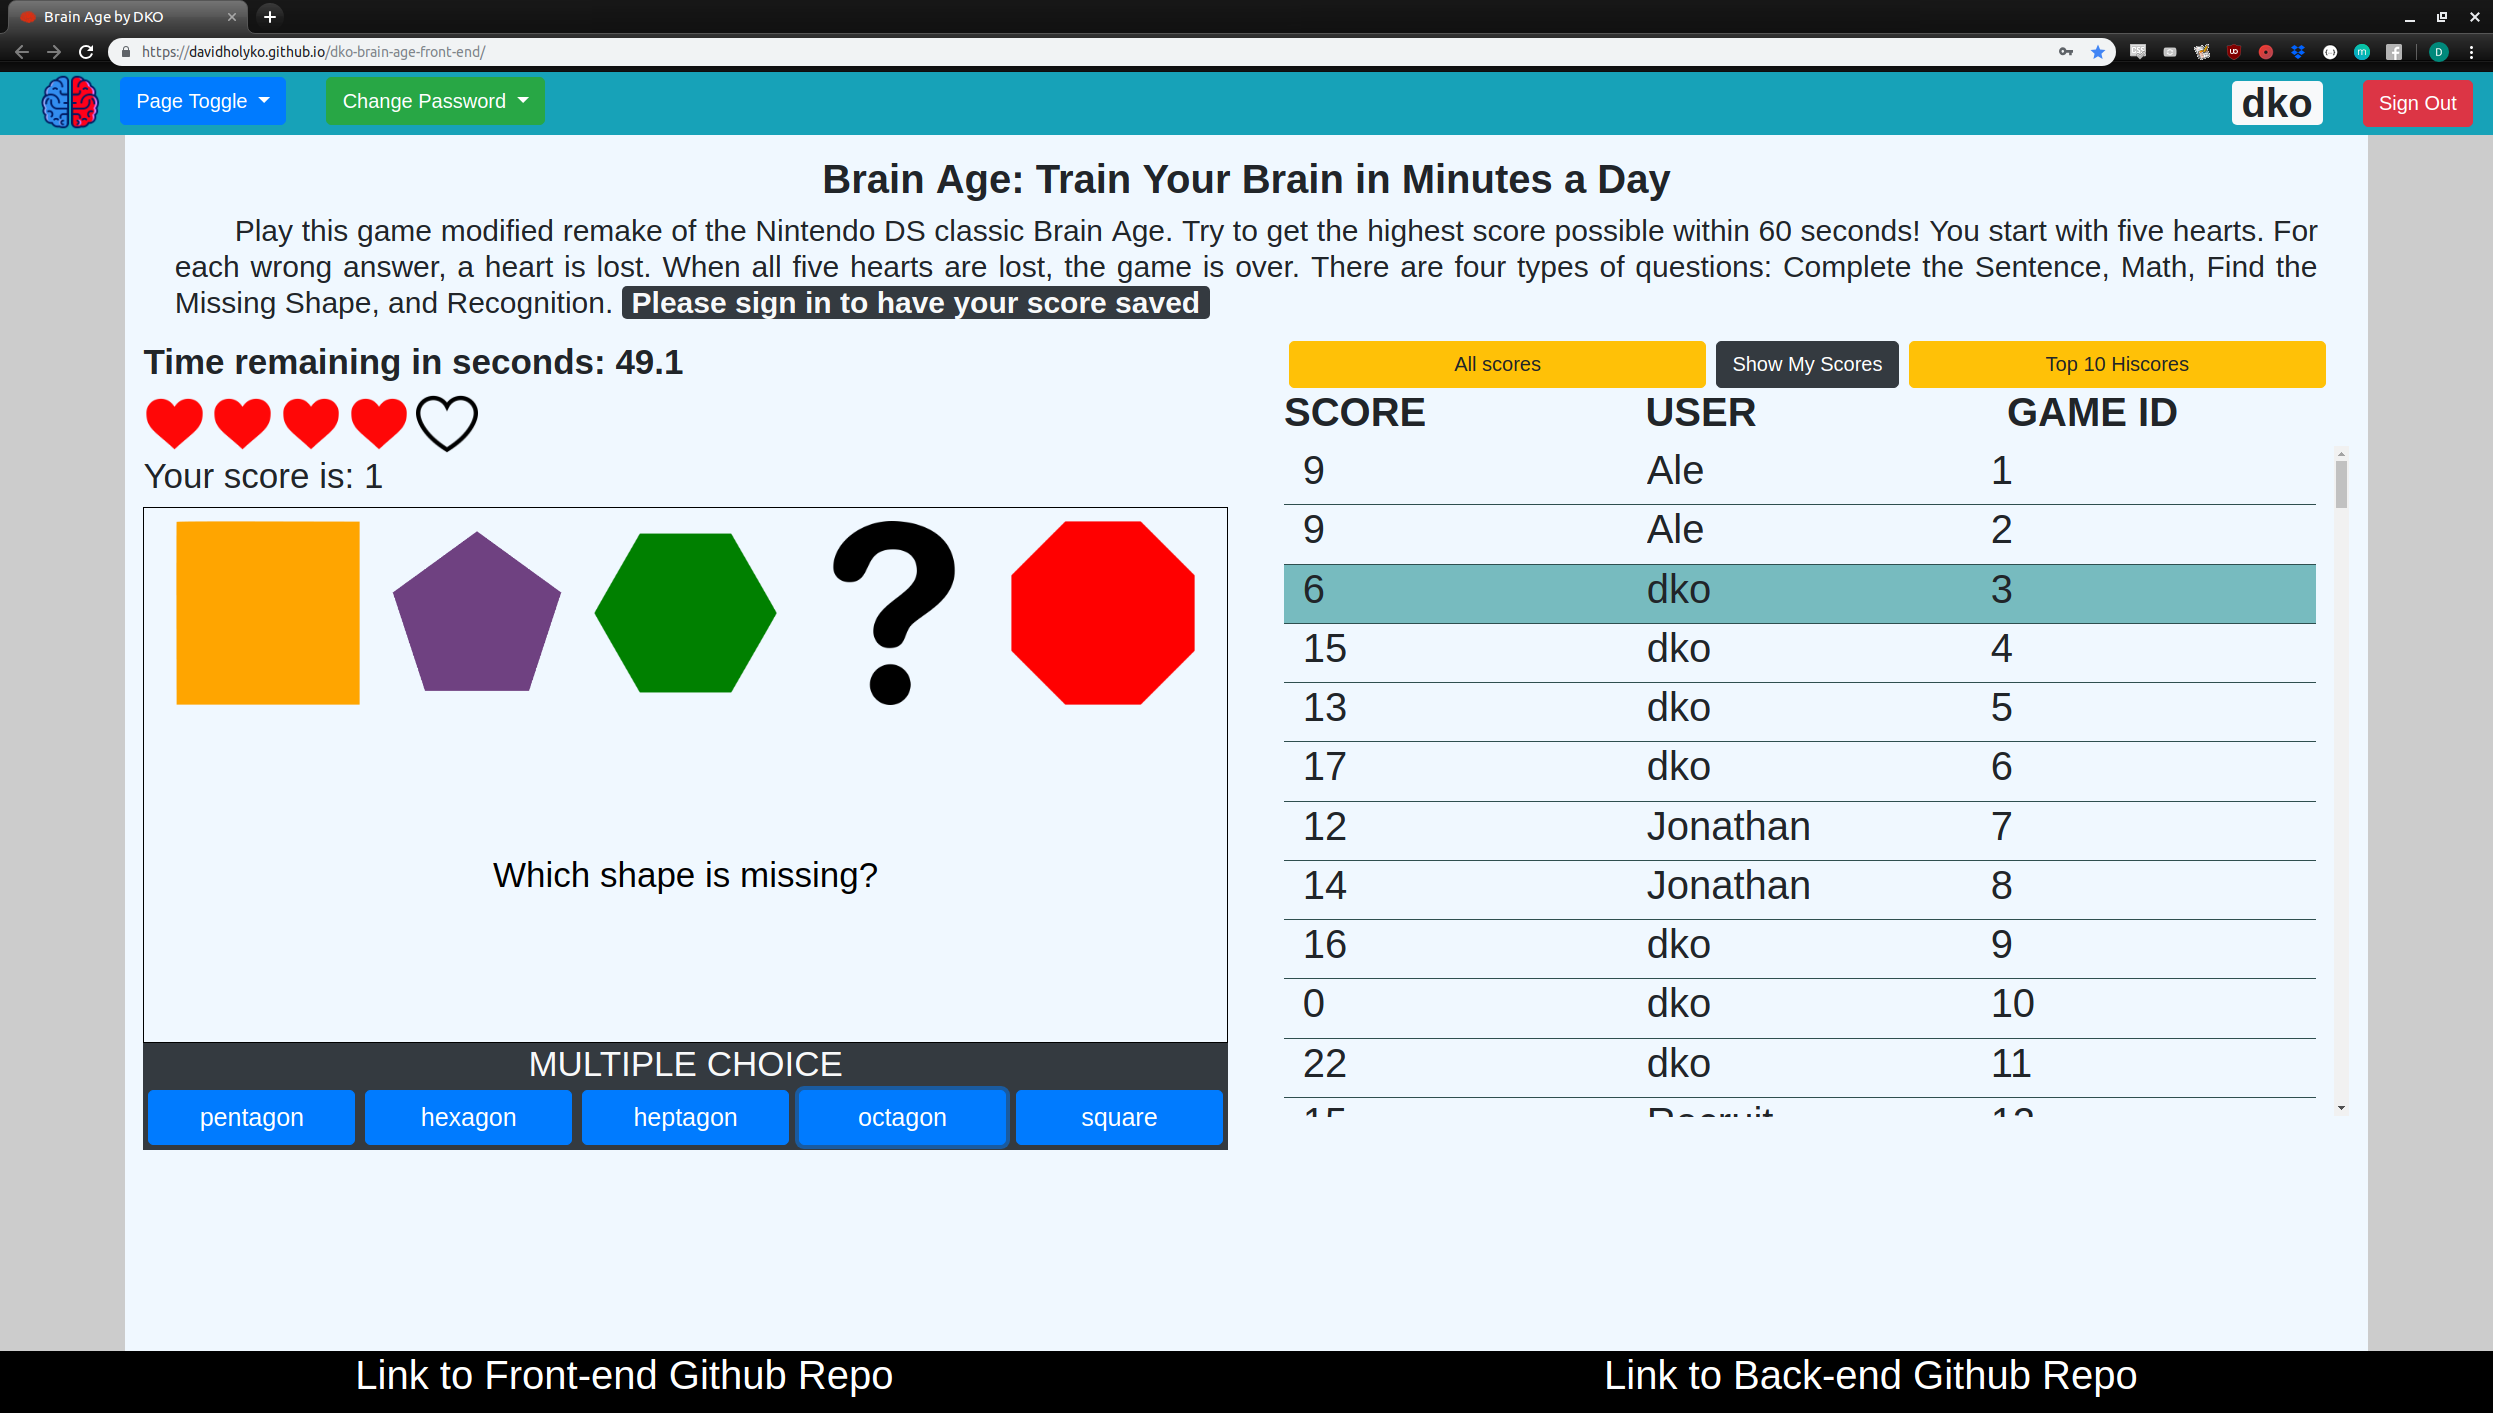 Brain Age by DKO
https://davidholyko.github.io/dko-brain-age-front-end/
D
Page Toggle
Change Password
dko
Sign Out
Brain Age: Train Your Brain in Minutes a Day
Play this game modified remake of the Nintendo DS classic Brain Age. Try to get the highest score possible within 60 seconds! You start with five hearts. For
each wrong answer, a heart is lost. When all five hearts are lost, the game is over. There are four types of questions: Complete the Sentence, Math, Find the
Missing Shape, and Recognition. Please sign in to have your score saved
Time remaining in seconds: 49.1
Your score is: 1
?
Which shape is missing?
MULTIPLE CHOICE
pentagon hexagon heptagon octagon square
All scores Show My Scores Top 10 Hiscores
SCORE USER GAME ID
9 Ale 1
9 Ale 2
6 dko 3
15 dko 4
13 dko 5
17 dko 6
12 Jonathan 7
14 Jonathan 8
16 dko 9
0 dko 10
22 dko 11
15 Recruit 12
Link to Front-end Github Repo
Link to Back-end Github Repo